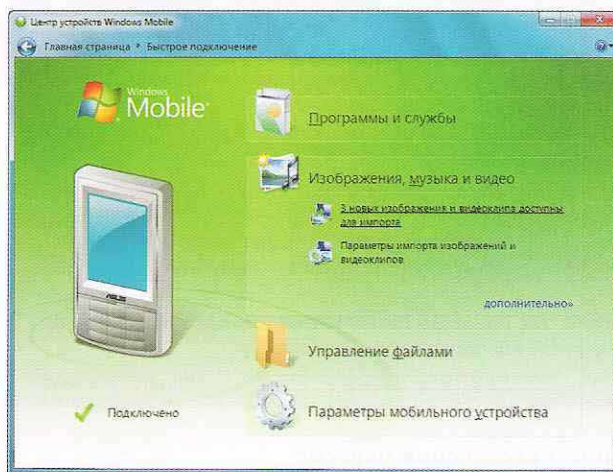 Центр устройств Windows Mobile
Главная страница Быстрое подключение
Windows
Mobile
Программы и службы
Изображения, музыка и видео
3 новых изображения и видеоклипа доступны
для импорта
Параметры импорта изображений и
видеоклипов
дополнительно»
ASUS
Управление файлами
Подключено
Параметры мобильного устройства